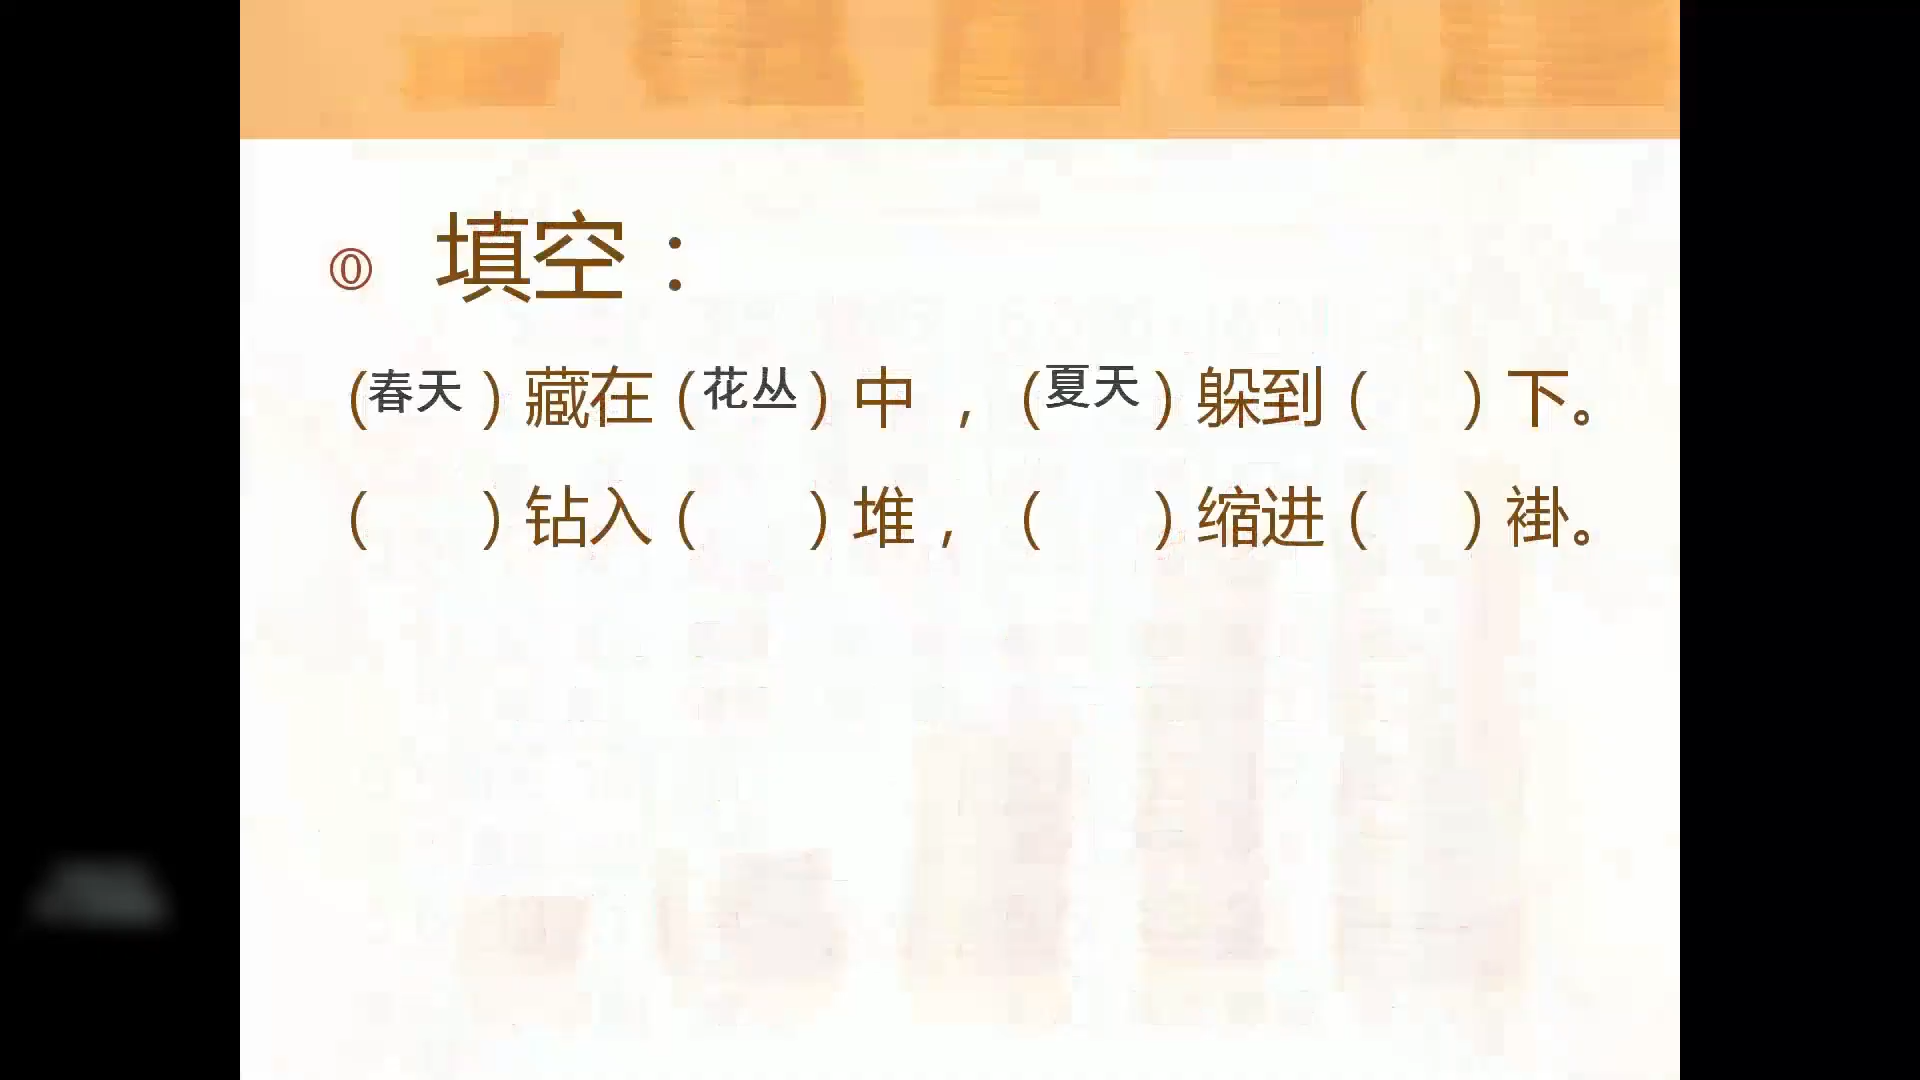 填空：
（春天）藏在（花丛）中，（夏天）躲到（ ）下。
（ ）钻入（ ）堆，（ ）缩进（ ）褂。